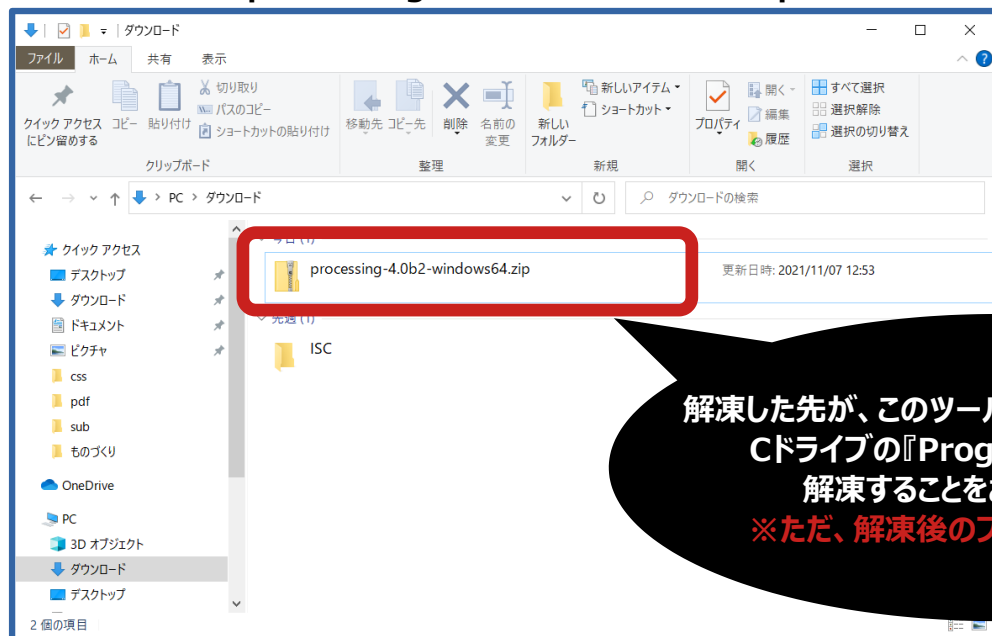 ダウンロード
ファイル ホーム 共有 表示
クイック アクセス
にピン留めする
コピー
貼り付け
切り取り
パスのコピー
ショートカットの貼り付け
クリップボード
移動先 コピー先 削除 名前の
変更
整理
新しい
フォルダー
新しいアイテム
ショートカット
新規
プロパティ
開く
編集
履歴
開く
すべて選択
選択解除
選択の切り替え
選択
PC › ダウンロード
ダウンロードの検索
クイック アクセス
デスクトップ
ダウンロード
ドキュメント
ピクチャ
css
pdf
sub
ものづくり
OneDrive
PC
3D オブジェクト
ダウンロード
デスクトップ
今日 (1)
processing-4.0b2-windows64.zip
更新日時: 2021/11/07 12:53
先週 (1)
ISC
解凍した先が、このツール
Cドライブの『Prog
解凍することをお
※ただ、解凍後のフ
2 個の項目